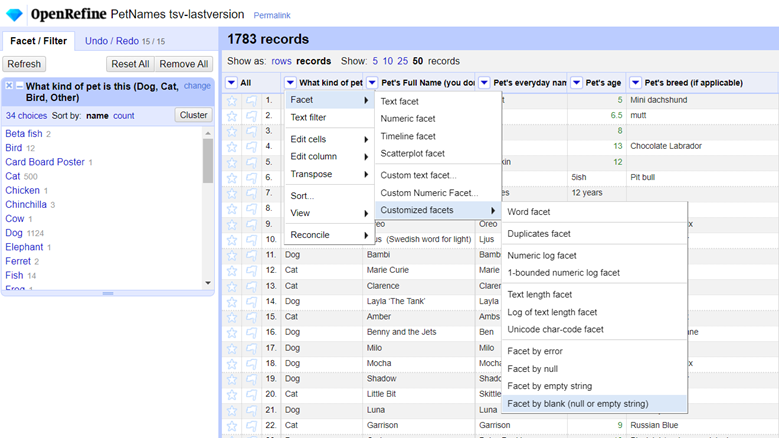 OpenRefine PetNames tsv-lastversion Permalink
Facet / Filter Undo / Redo 15 / 15
Refresh Reset All Remove All
What kind of pet is this (Dog, Cat, Bird, Other) change
34 choices Sort by: name count Cluster
Beta fish 2
Bird 12
Card Board Poster 1
Cat 500
Chicken 1
Chinchilla 3
Cow 1
Dog 1124
Elephant 1
Ferret 2
Fish 14
Frog 1
1783 records
Show as: rows records Show: 5 10 25 50 records
All What kind of pet Pet's Full Name (you do Pet's everyday nam Pet's age Pet's breed (if applicable)
1. 5 Mini dachshund
2. 6.5 mutt
3. 8
4. 13 Chocolate Labrador
5. kin 12
6. 5ish Pit bull
7. es 12 years
8.
9. Oreo Oreo
10. us (Swedish word for light) Ljus
11. Dog Bambi Bambi
12. Cat Marie Curie Marie
13. Cat Clarence Clarence
14. Dog Layla 'The Tank'
15. Cat Amber Ambs
16. Dog Benny and the Jets Ben
17. Dog Milo Milo
18. Dog Mocha Mocha
19. Dog Shadow Shadow
20. Cat Little Bit Skittle
21. Dog Luna Luna
22. Cat Garrison Garrison 9 Russian Blue
Facet
Text filter
Edit cells
Edit column
Transpose
Sort...
View
Reconcile
Text facet
Numeric facet
Timeline facet
Scatterplot facet
Custom text facet...
Custom Numeric Facet...
Customized facets
Word facet
Duplicates facet
Numeric log facet
1-bounded numeric log facet
Text length facet
Log of text length facet
Unicode char-code facet
Facet by error
Facet by null
Facet by empty string
Facet by blank (null or empty string)